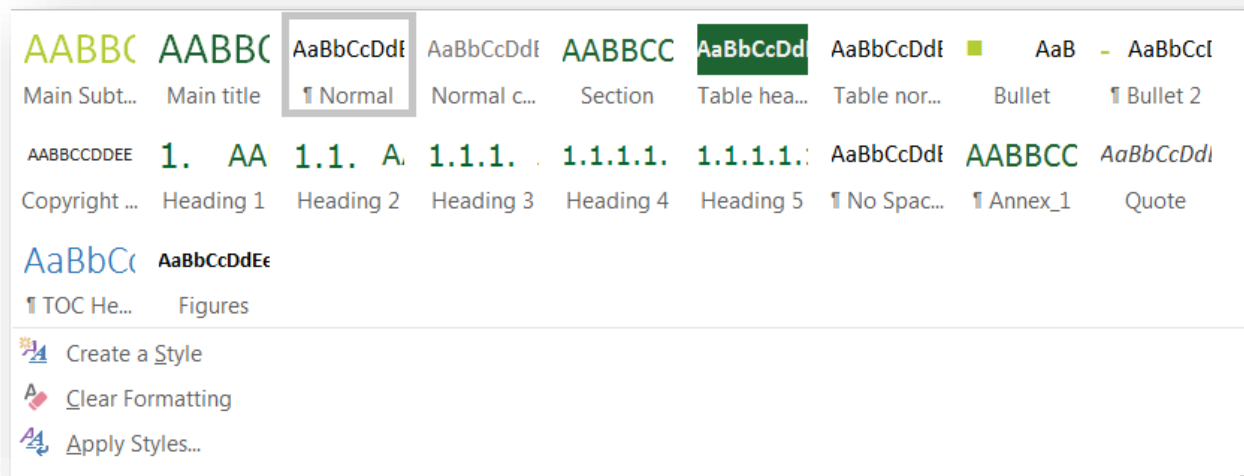 AABBC AABBC AaBbCcDdE AaBbCcDdE AABBCC AaBbCcDd AaBbCcDdE AaB - AaBbCcD
Main Subt... Main title ¶ Normal Normal c... Section Table hea... Table nor... Bullet ¶ Bullet 2
AABBCCDDEE 1. AA 1.1. A 1.1.1. 1.1.1.1. 1.1.1.1. AaBbCcDdE AABBCC AaBbCcDd
Copyright ... Heading 1 Heading 2 Heading 3 Heading 4 Heading 5 ¶ No Spac... ¶ Annex_1 Quote
AaBbCc AaBbCcDdEe
¶ TOC He... Figures
Create a Style
Clear Formatting
Apply Styles...